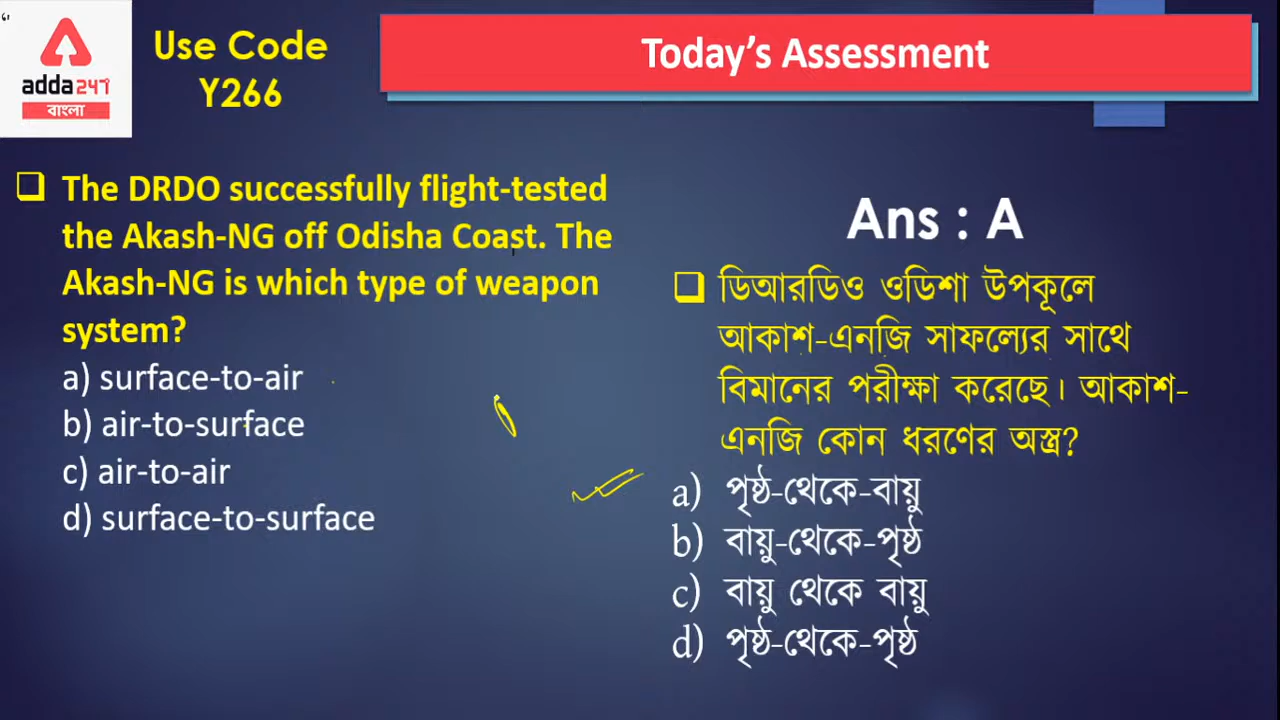 adda247
বাংলা
Use Code
Y266
Today's Assessment
The DRDO successfully flight-tested
the Akash-NG off Odisha Coast. The
Akash-NG is which type of weapon
system?
a) surface-to-air
b) air-to-surface
c) air-to-air
d) surface-to-surface
Ans : A
ডিআরডিও ওডিশা উপকূলে
আকাশ-এনজি সাফল্যের সাথে
বিমানের পরীক্ষা করেছে। আকাশ-
এনজি কোন ধরণের অস্ত্র?
a) পৃষ্ঠ-থেকে-বায়ু
b) বায়ু-থেকে-পৃষ্ঠ
c) বায়ু থেকে বায়ু
d) পৃষ্ঠ-থেকে-পৃষ্ঠ